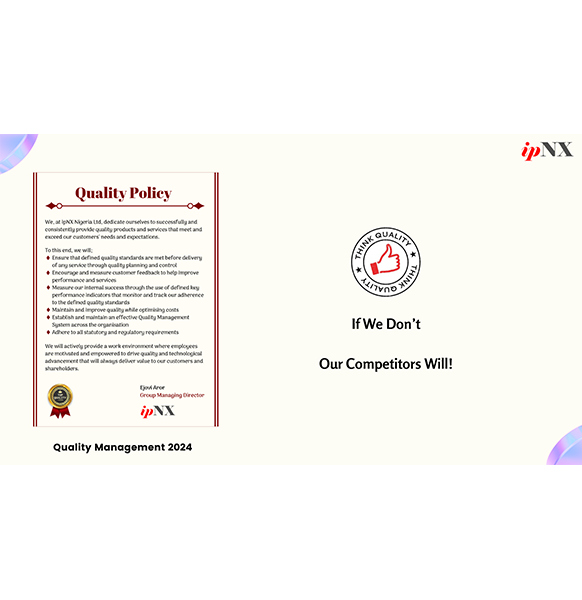 ipNX
Quality Policy
We, at ipNX Nigeria Ltd, dedicate ourselves to successfully and
consistently provide quality products and services that meet and
exceed our customers' needs and expectations.
To this end, we will;
Ensure that defined quality standards are met before delivery
of any service through quality planning and control
Encourage and measure customer feedback to help improve
performance and services
Measure our internal success through the use of defined key
performance indicators that monitor and track our adherence
to the defined quality standards
Maintain and improve quality while optimising costs
Establish and maintain an effective Quality Management
System across the organisation
Adhere to all statutory and regulatory requirements
We will actively provide a work environment where employees
are motivated and empowered to drive quality and technological
advancement that will always deliver value to our customers and
shareholders.
Ejovi Aror
Group Managing Director
ipNX
Quality Management 2024
THINK QUALITY
THINK QUALITY
If We Don't
Our Competitors Will!